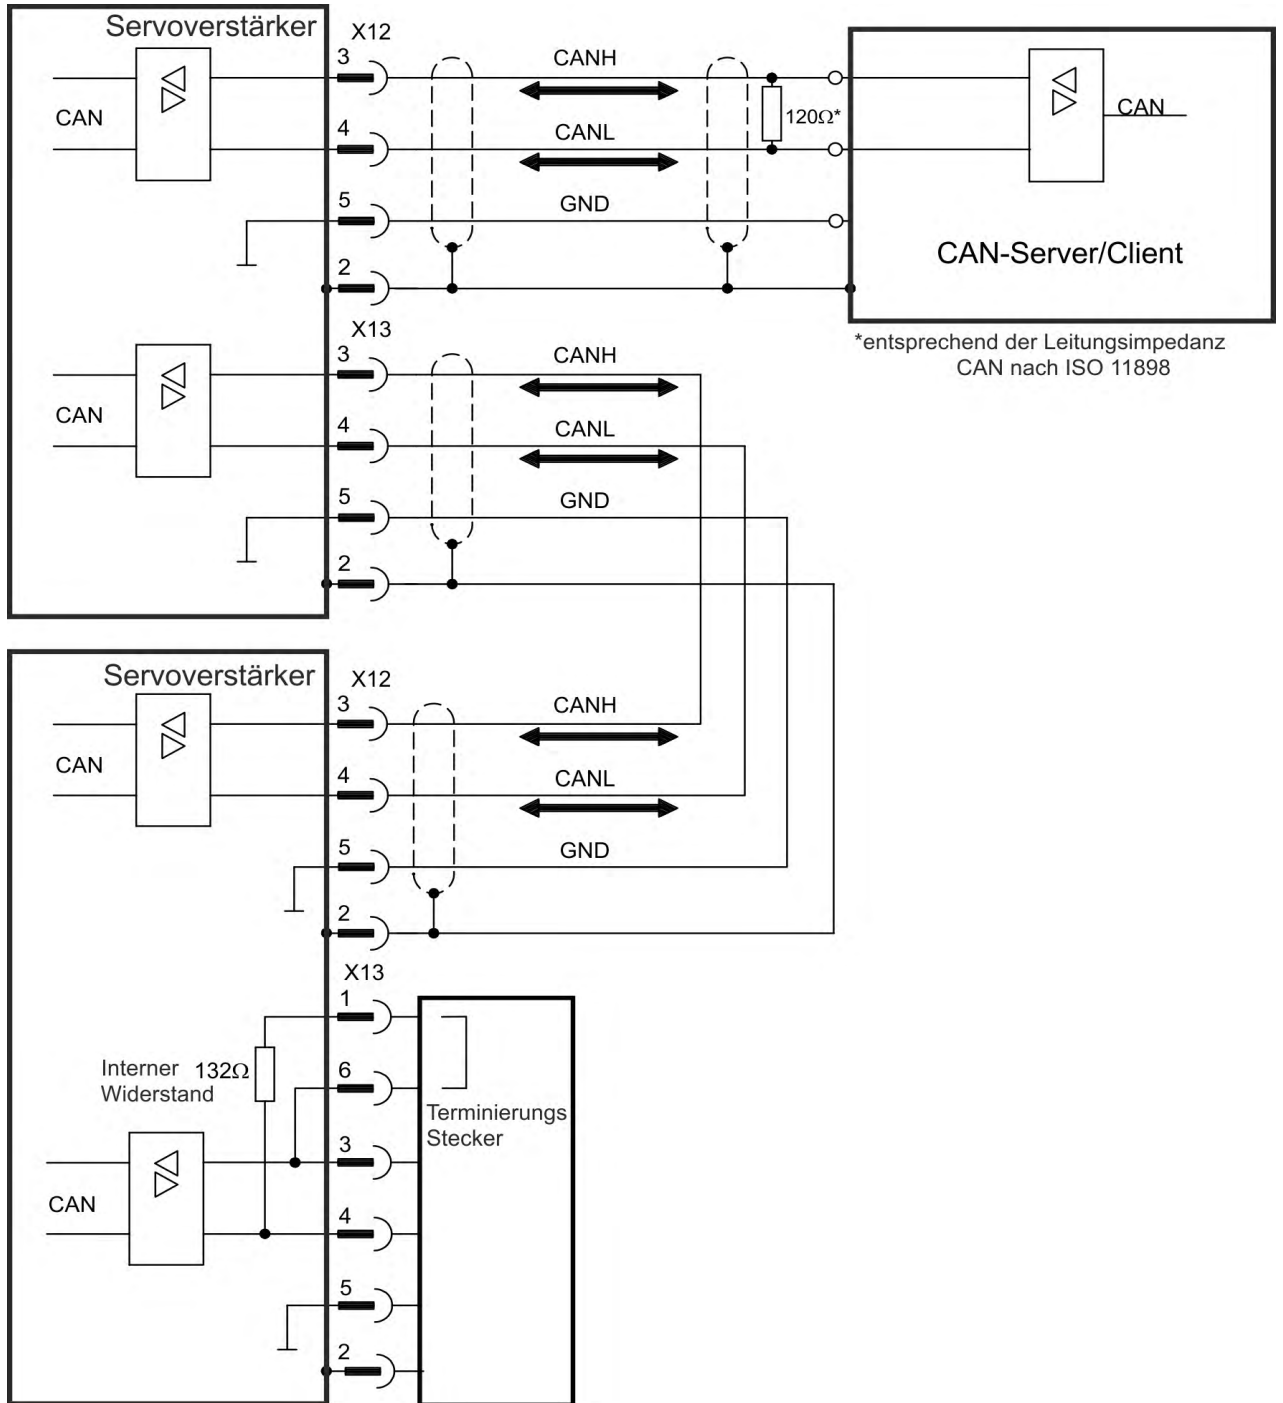 Servoverstärker
X12
3
CANH
CAN
120Ω*
CAN
4
CANL
5
GND
CAN-Server/Client
2
X13
*entsprechend der Leitungsimpedanz
CAN nach ISO 11898
3
CANH
CAN
4
CANL
5
GND
2
Servoverstärker
X12
3
CANH
CAN
4
CANL
5
GND
2
X13
1
Interner
Widerstand
132Ω
6
Terminierungs
Stecker
3
CAN
4
5
2